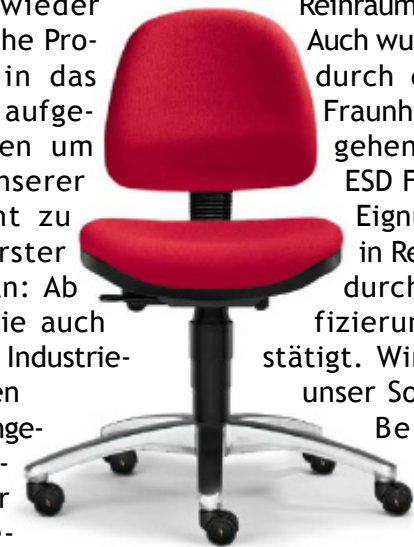 wieder
he Pro-
in das
aufge-
en um
nserer
nt zu
rster
n: Ab
ie auch
Industrie-
en
nge-
-
r
e-
Reinraum
Auch wu
durch
Fraunh
gehen
ESD F
Eignu
in Re
durch
fizierun
stätigt. Wir
unser So
Be